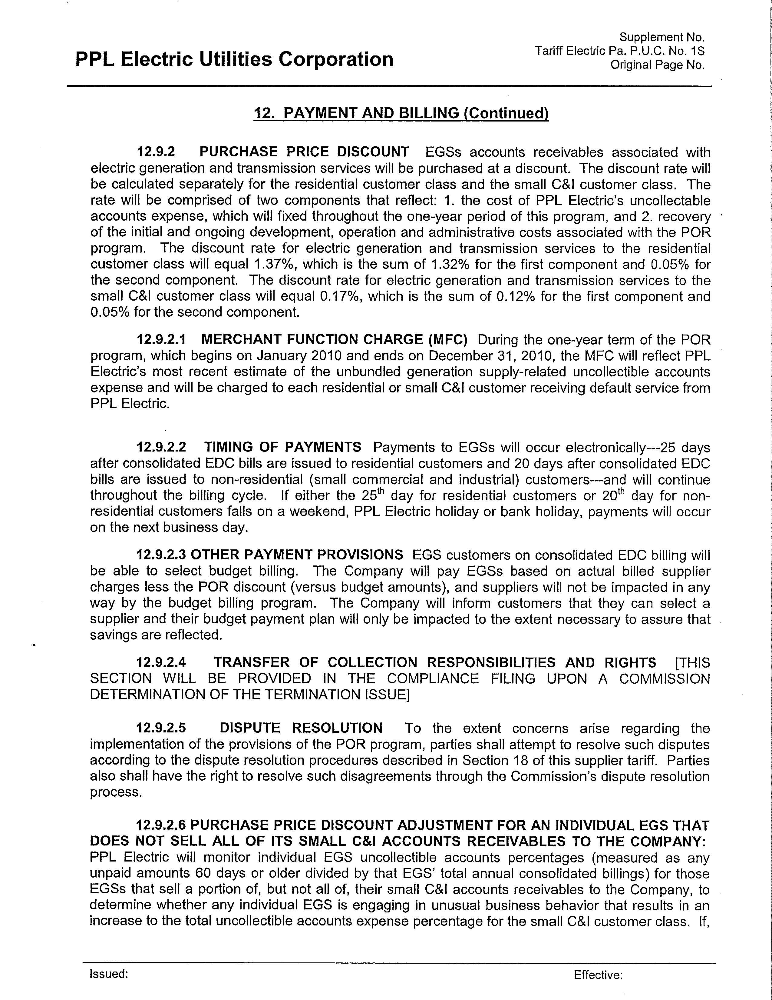 Supplement No.
Tariff Electric Pa. P.U.C. No. 1S
Original Page No.
PPL Electric Utilities Corporation
12. PAYMENT AND BILLING (Continued)
12.9.2 PURCHASE PRICE DISCOUNT EGSs accounts receivables associated with
electric generation and transmission services will be purchased at a discount. The discount rate will
be calculated separately for the residential customer class and the small C&I customer class. The
rate will be comprised of two components that reflect: 1. the cost of PPL Electric's uncollectable
accounts expense, which will fixed throughout the one-year period of this program, and 2. recovery
of the initial and ongoing development, operation and administrative costs associated with the POR
program. The discount rate for electric generation and transmission services to the residential
customer class will equal 1.37%, which is the sum of 1.32% for the first component and 0.05% for
the second component. The discount rate for electric generation and transmission services to the
small C&I customer class will equal 0.17%, which is the sum of 0.12% for the first component and
0.05% for the second component.
12.9.2.1 MERCHANT FUNCTION CHARGE (MFC) During the one-year term of the POR
program, which begins on January 2010 and ends on December 31, 2010, the MFC will reflect PPL
Electric's most recent estimate of the unbundled generation supply-related uncollectible accounts
expense and will be charged to each residential or small C&I customer receiving default service from
PPL Electric.
12.9.2.2 TIMING OF PAYMENTS Payments to EGSs will occur electronically---25 days
after consolidated EDC bills are issued to residential customers and 20 days after consolidated EDC
bills are issued to non-residential (small commercial and industrial) customers---and will continue
throughout the billing cycle. If either the 25th day for residential customers or 20th day for non-
residential customers falls on a weekend, PPL Electric holiday or bank holiday, payments will occur
on the next business day.
12.9.2.3 OTHER PAYMENT PROVISIONS EGS customers on consolidated EDC billing will
be able to select budget billing. The Company will pay EGSs based on actual billed supplier
charges less the POR discount (versus budget amounts), and suppliers will not be impacted in any
way by the budget billing program. The Company will inform customers that they can select a
supplier and their budget payment plan will only be impacted to the extent necessary to assure that
savings are reflected.
12.9.2.4 TRANSFER OF COLLECTION RESPONSIBILITIES AND RIGHTS [THIS
SECTION WILL BE PROVIDED IN THE COMPLIANCE FILING UPON A COMMISSION
DETERMINATION OF THE TERMINATION ISSUE]
12.9.2.5 DISPUTE RESOLUTION To the extent concerns arise regarding the
implementation of the provisions of the POR program, parties shall attempt to resolve such disputes
according to the dispute resolution procedures described in Section 18 of this supplier tariff. Parties
also shall have the right to resolve such disagreements through the Commission's dispute resolution
process.
12.9.2.6 PURCHASE PRICE DISCOUNT ADJUSTMENT FOR AN INDIVIDUAL EGS THAT
DOES NOT SELL ALL OF ITS SMALL C&I ACCOUNTS RECEIVABLES TO THE COMPANY:
PPL Electric will monitor individual EGS uncollectible accounts percentages (measured as any
unpaid amounts 60 days or older divided by that EGS' total annual consolidated billings) for those
EGSs that sell a portion of, but not all of, their small C&I accounts receivables to the Company, to
determine whether any individual EGS is engaging in unusual business behavior that results in an
increase to the total uncollectible accounts expense percentage for the small C&I customer class. If,
Issued:
Effective: